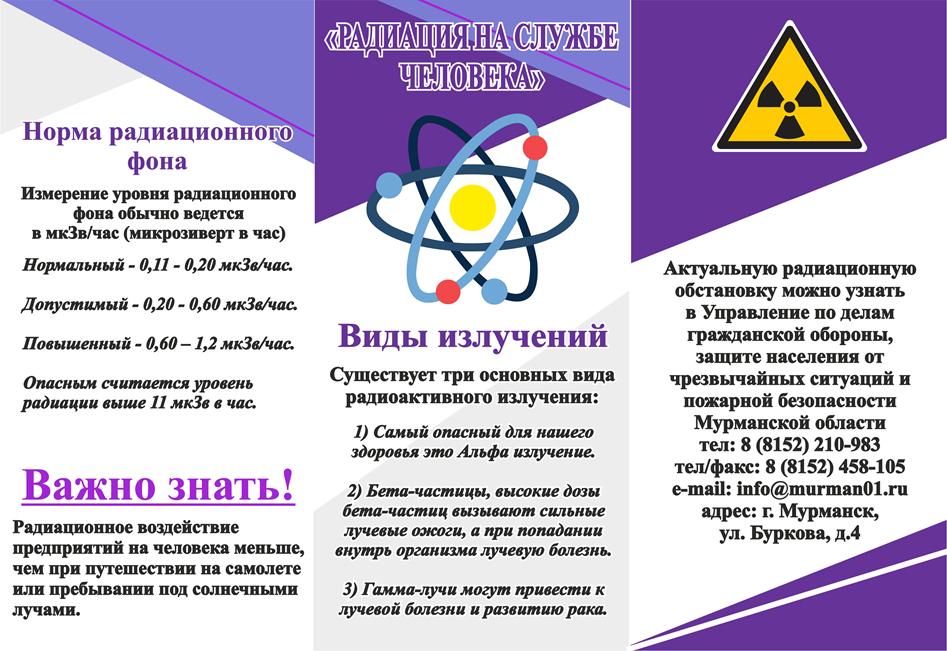 Норма радиационного
фона
Измерение уровня радиационного
фона обычно ведется
в мкЗв/час (микрозиверт в час)
Нормальный - 0,11 - 0,20 мкЗв/час.
Допустимый - 0,20 - 0,60 мкЗв/час.
Повышенный - 0,60 – 1,2 мкЗв/час.
Опасным считается уровень
радиации выше 11 мкЗв в час.
Важно знать!
Радиационное воздействие
предприятий на человека меньше,
чем при путешествии на самолете
или пребывании под солнечными
лучами.
«РАДИАЦИЯ НА СЛУЖБЕ
ЧЕЛОВЕКА»
Виды излучений
Существует три основных вида
радиоактивного излучения:
1) Самый опасный для нашего
здоровья это Альфа излучение.
2) Бета-частицы, высокие дозы
бета-частиц вызывают сильные
лучевые ожоги, а при попадании
внутрь организма лучевую болезнь.
3) Гамма-лучи могут привести к
лучевой болезни и развитию рака.
Актуальную радиационную
обстановку можно узнать
в Управление по делам
гражданской обороны,
защите населения от
чрезвычайных ситуаций и
пожарной безопасности
Мурманской области
тел: 8 (8152) 210-983
тел/факс: 8 (8152) 458-105
e-mail: info@murman01.ru
адрес: г. Мурманск,
ул. Буркова, д.4